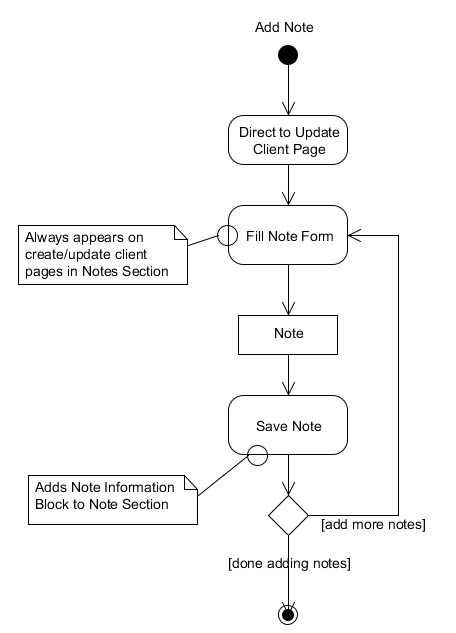 Add Note
Direct to Update
Client Page
Always appears on
create/update client
pages in Notes Section
Fill Note Form
Note
Save Note
Adds Note Information
Block to Note Section
[add more notes]
[done adding notes]